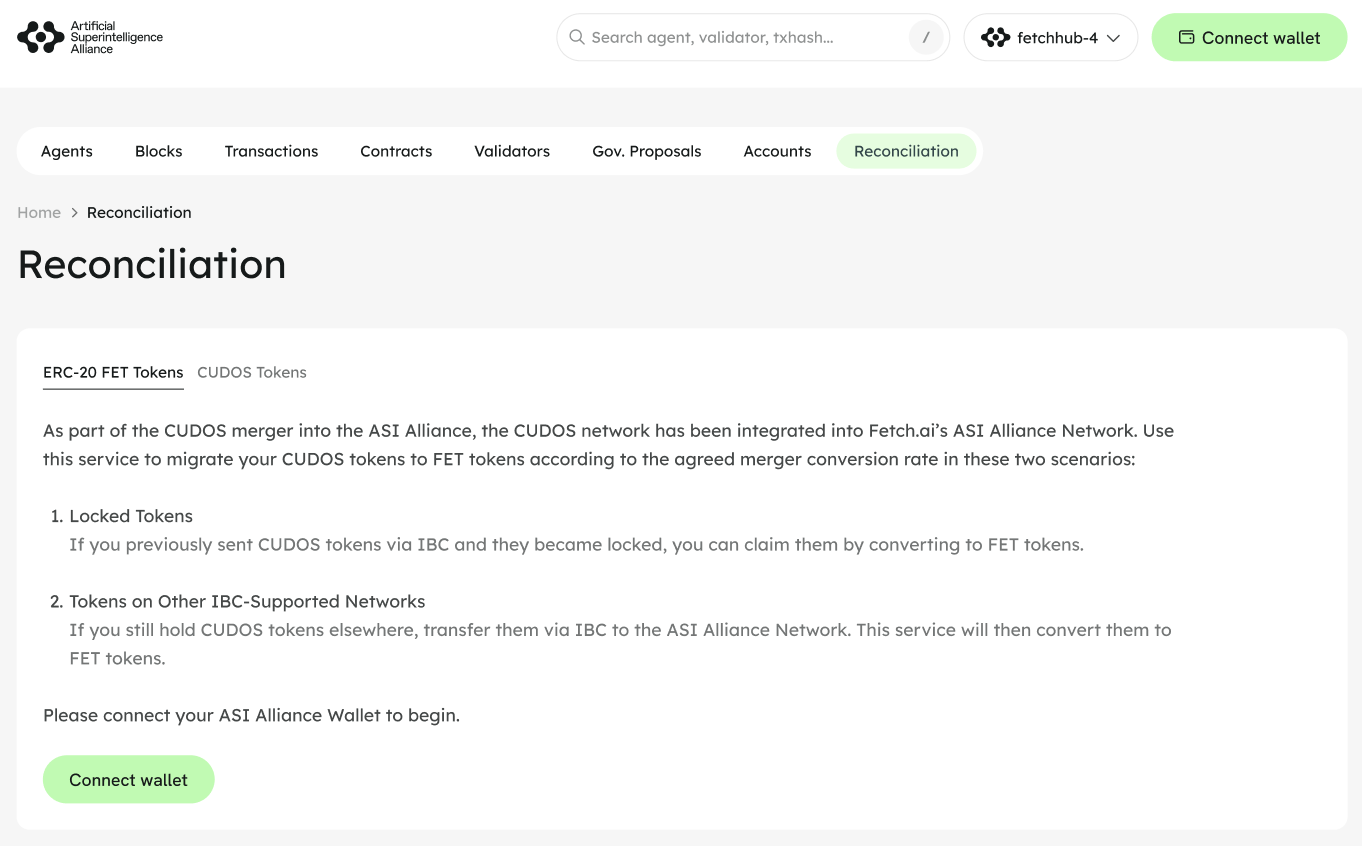 Artificial
Superintelligence
Alliance
Search agent, validator, txhash...
/
fetchhub-4
Connect wallet
Agents
Blocks
Transactions
Contracts
Validators
Gov. Proposals
Accounts
Reconciliation
Home > Reconciliation
Reconciliation
ERC-20 FET Tokens
CUDOS Tokens
As part of the CUDOS merger into the ASI Alliance, the CUDOS network has been integrated into Fetch.ai’s ASI Alliance Network. Use
this service to migrate your CUDOS tokens to FET tokens according to the agreed merger conversion rate in these two scenarios:
1. Locked Tokens
If you previously sent CUDOS tokens via IBC and they became locked, you can claim them by converting to FET tokens.
2. Tokens on Other IBC-Supported Networks
If you still hold CUDOS tokens elsewhere, transfer them via IBC to the ASI Alliance Network. This service will then convert them to
FET tokens.
Please connect your ASI Alliance Wallet to begin.
Connect wallet